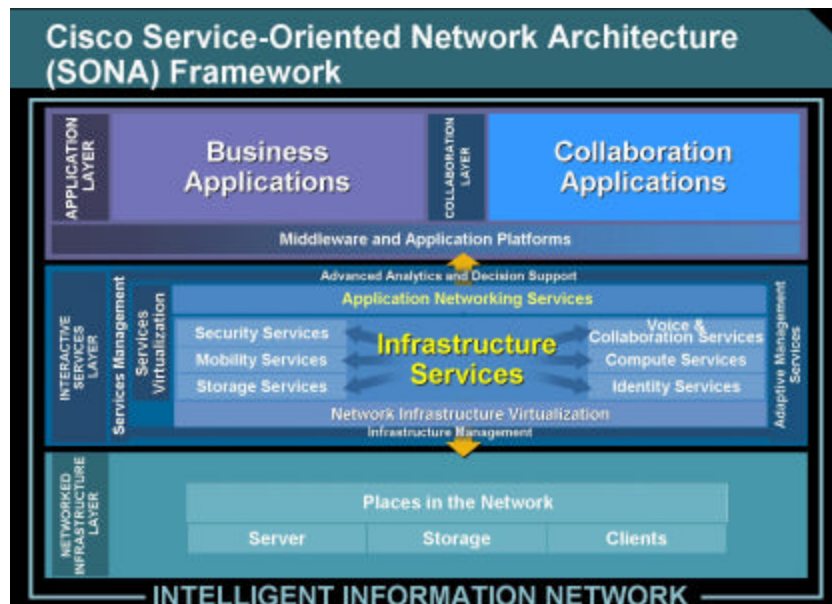 Cisco Service-Oriented Network Architecture
(SONA) Framework
APPLICATION
LAYER
Business
Applications
COLLABORATION
LAYER
Collaboration
Applications
Middleware and Application Platforms
INTERACTIVE
SERVICES
LAYER
Services Management
Services
Virtualization
Advanced Analytics and Decision Support
Application Networking Services
Security Services
Mobility Services
Storage Services
Infrastructure
Services
Voice &
Collaboration Services
Compute Services
Identity Services
Adaptive Management
Services
Network Infrastructure Virtualization
Infrastructure Management
NETWORKED
INFRASTRUCTURE
LAYER
Places in the Network
Server
Storage
Clients
INTELLIGENT INFORMATION NETWORK